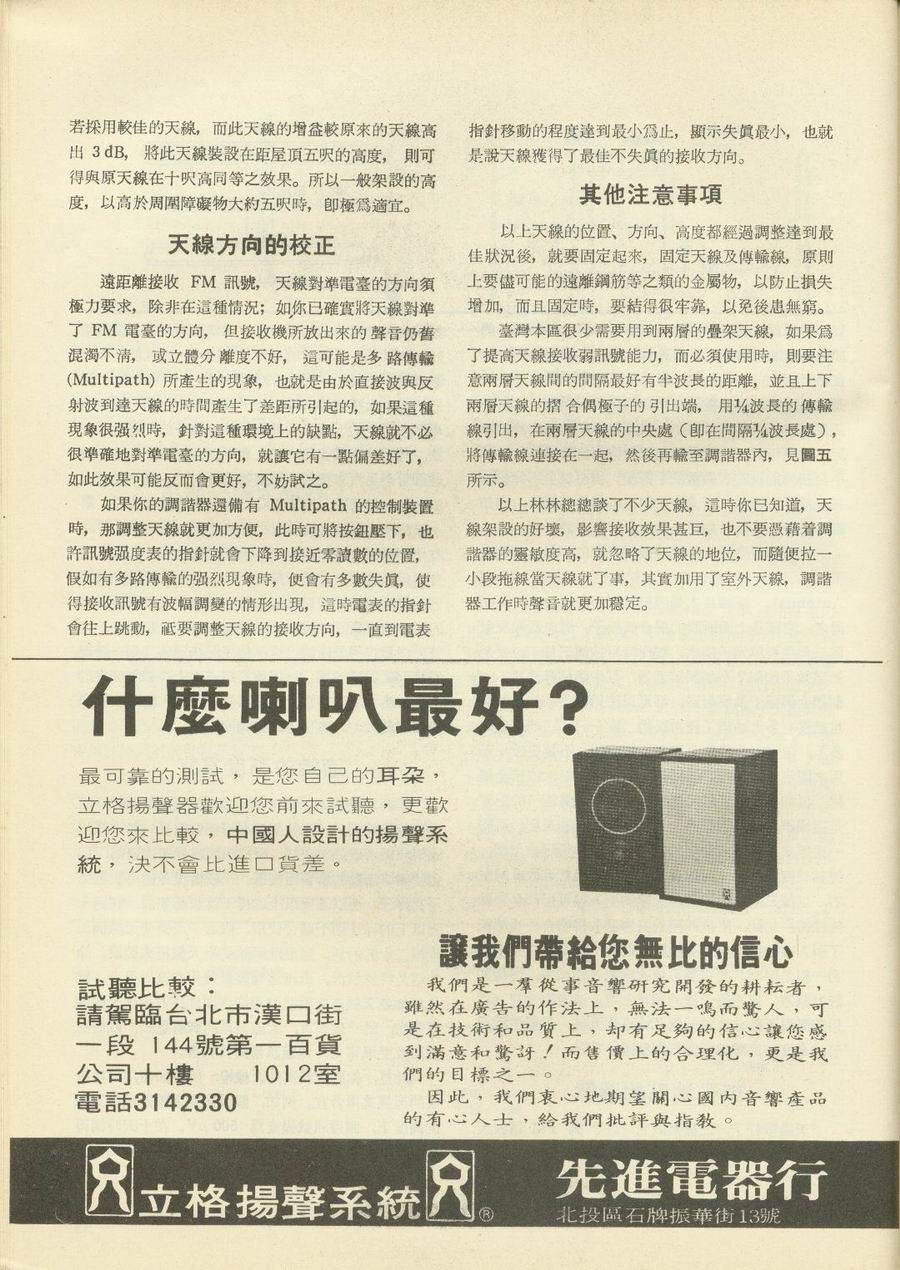 若採用較佳的天線，而此天線的增益較原來的天線高
出 3 dB，將此天線裝設在距屋頂五呎的高度，則可
得與原天線在十呎高同等之效果。所以一般架設的高
度，以高於周圍障礙物大約五呎時，卽極爲適宜。
天線方向的校正
遠距離接收 FM 訊號，天線對準電臺的方向須
極力要求，除非在這種情況；如你已確實將天線對準
了 FM 電臺的方向，但接收機所放出來的聲音仍舊
混濁不清，或立體分離度不好，這可能是多路傳輸
(Multipath) 所產生的現象，也就是由於直接波與反
射波到達天線的時間產生了差距所引起的，如果這種
現象很强烈時，針對這種環境上的缺點，天線就不必
很準確地對準電臺的方向，就讓它有一點偏差好了，
如此效果可能反而會更好，不妨試之。
如果你的調諧器還備有 Multipath 的控制裝置
時，那調整天線就更加方便，此時可將按鈕壓下，也
許訊號强度表的指針就會下降到接近零讀數的位置，
假如有多路傳輸的强烈現象時，便會有多數失眞，使
得接收訊號有波幅調變的情形出現，這時電表的指針
會往上跳動，祗要調整天線的接收方向，一直到電表
指針移動的程度達到最小爲止，顯示失眞最小，也就
是說天線獲得了最佳不失眞的接收方向。
其他注意事項
以上天線的位置、方向、高度都經過調整達到最
佳狀況後，就要固定起來，固定天線及傳輸線，原則
上要儘可能的遠離鋼筋等之類的金屬物，以防止損失
增加，而且固定時，要結得很牢靠，以免後患無窮。
臺灣本區很少需要用到兩層的疊架天線，如果爲
了提高天線接收弱訊號能力，而必須使用時，則要注
意兩層天線間的間隔最好有半波長的距離，並且上下
兩層天線的摺合偶極子的引出端，用¼波長的傳輸
線引出，在兩層天線的中央處（卽在間隔¼波長處），
將傳輸線連接在一起，然後再輸至調諧器內，見圖五
所示。
以上林林總總談了不少天線，這時你已知道，天
線架設的好壞，影響接收效果甚巨，也不要憑藉着調
諧器的靈敏度高，就忽略了天線的地位，而隨便拉一
小段拖線當天線就了事，其實加用了室外天線，調諧
器工作時聲音就更加穩定。
什麼喇叭最好？
最可靠的測試，是您自己的耳朶，
立格揚聲器歡迎您前來試聽，更歡
迎您來比較，中國人設計的揚聲系
統，決不會比進口貨差。
試聽比較：
請駕臨台北市漢口街
一段 144號第一百貨
公司十樓 1012室
電話3142330
讓我們帶給您無比的信心
我們是一羣從事音響研究開發的耕耘者，
雖然在廣告的作法上，無法一鳴而驚人，可
是在技術和品質上，却有足夠的信心讓您感
到滿意和驚訝！而售價上的合理化，更是我
們的目標之一。
因此，我們衷心地期望關心國內音響產品
的有心人士，給我們批評與指教。
立格揚聲系統®
先進電器行
北投區石牌振華街13號